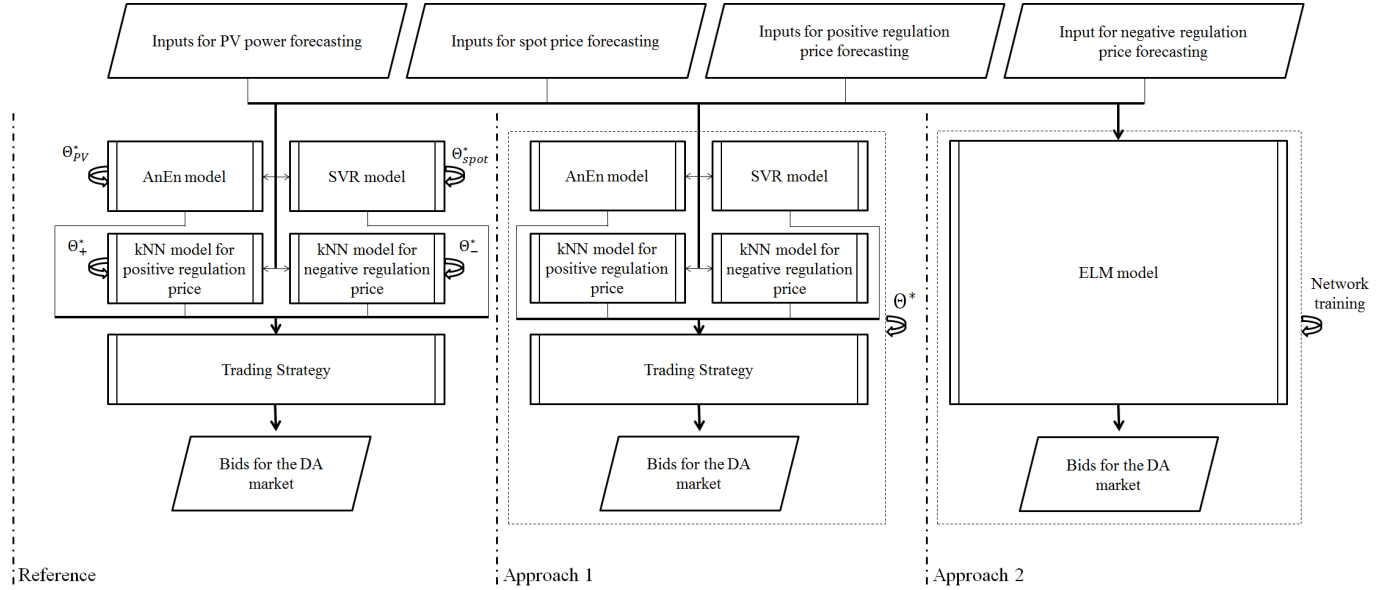 Inputs for PV power forecasting
Inputs for spot price forecasting
Inputs for positive regulation
price forecasting
Input for negative regulation
price forecasting
Θ*PV
AnEn model
SVR model
Θ*spot
Θ*+
kNN model for
positive regulation
price
kNN model for
negative regulation
price
Θ*−
Trading Strategy
Bids for the DA
market
Reference
AnEn model
SVR model
kNN model for
positive regulation
price
kNN model for
negative regulation
price
Θ*
Trading Strategy
Bids for the DA
market
Approach 1
ELM model
Network
training
Bids for the DA
market
Approach 2